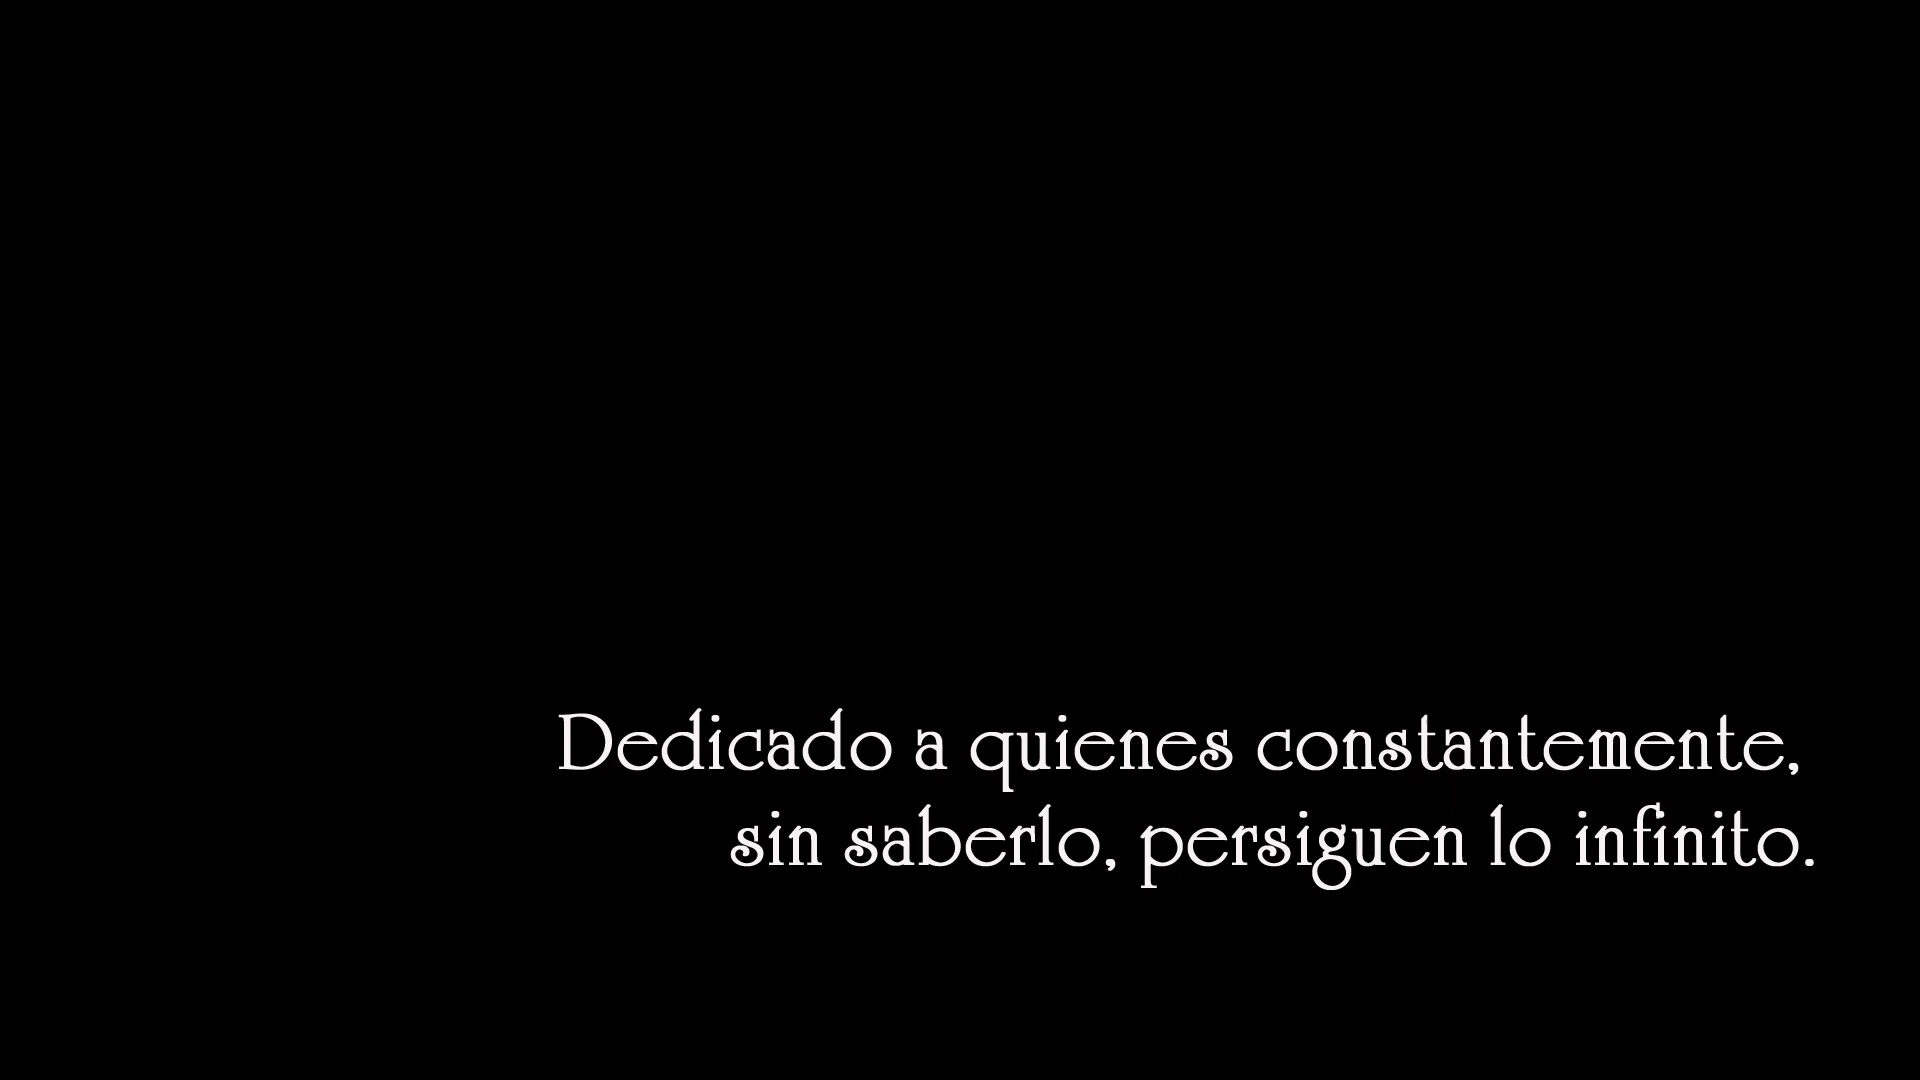 Dedicado a quienes constantemente,
sin saberlo, persiguen lo infinito.